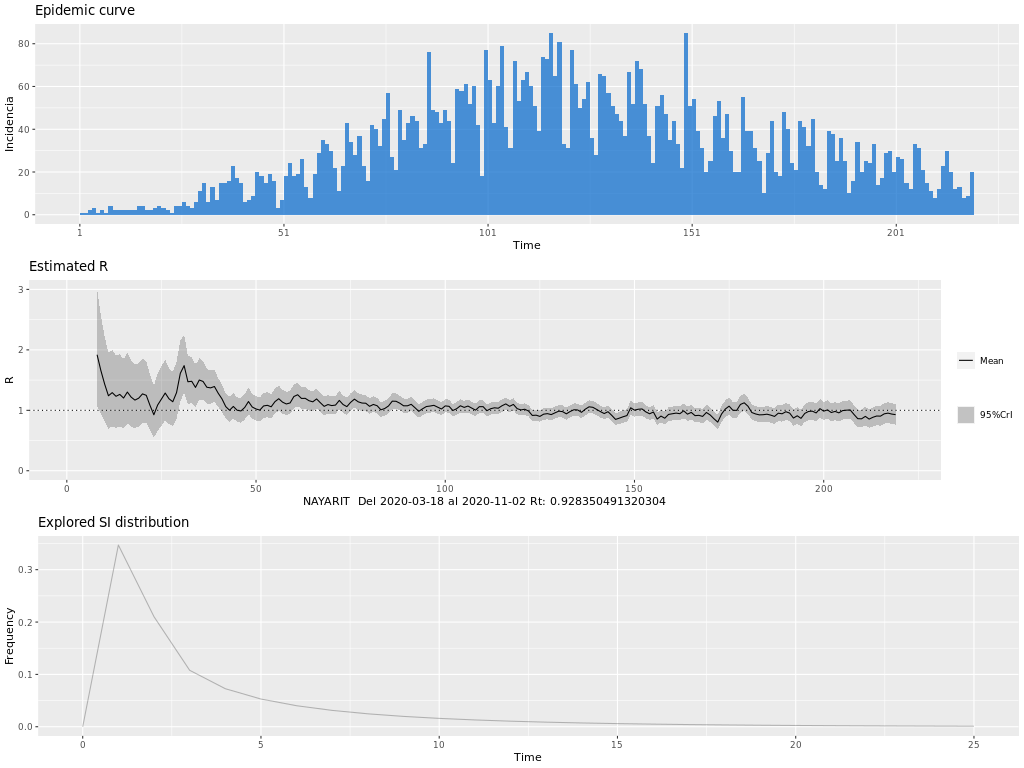 Epidemic curve
Incidencia
80
60
40
20
0
1 51 101 151 201
Time
Estimated R
R
3
2
1
0
0 50 100 150 200
NAYARIT  Del 2020-03-18 al 2020-11-02 Rt: 0.928350491320304
Mean
95%CrI
Explored SI distribution
Frequency
0.3
0.2
0.1
0.0
0 5 10 15 20 25
Time